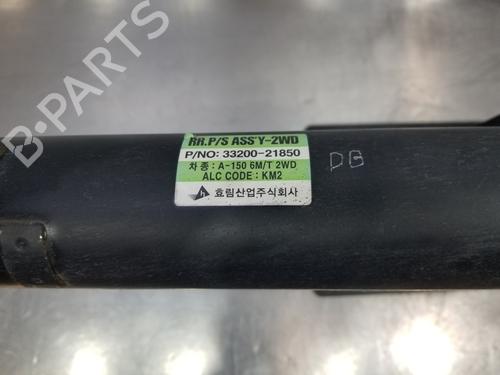 RR.P/S ASS'Y-2WD
P/NO: 33200-21850
차 종 : A-150 6M/T 2WD
ALC CODE : KM2
효림산업주식회사
DB
B-Parts